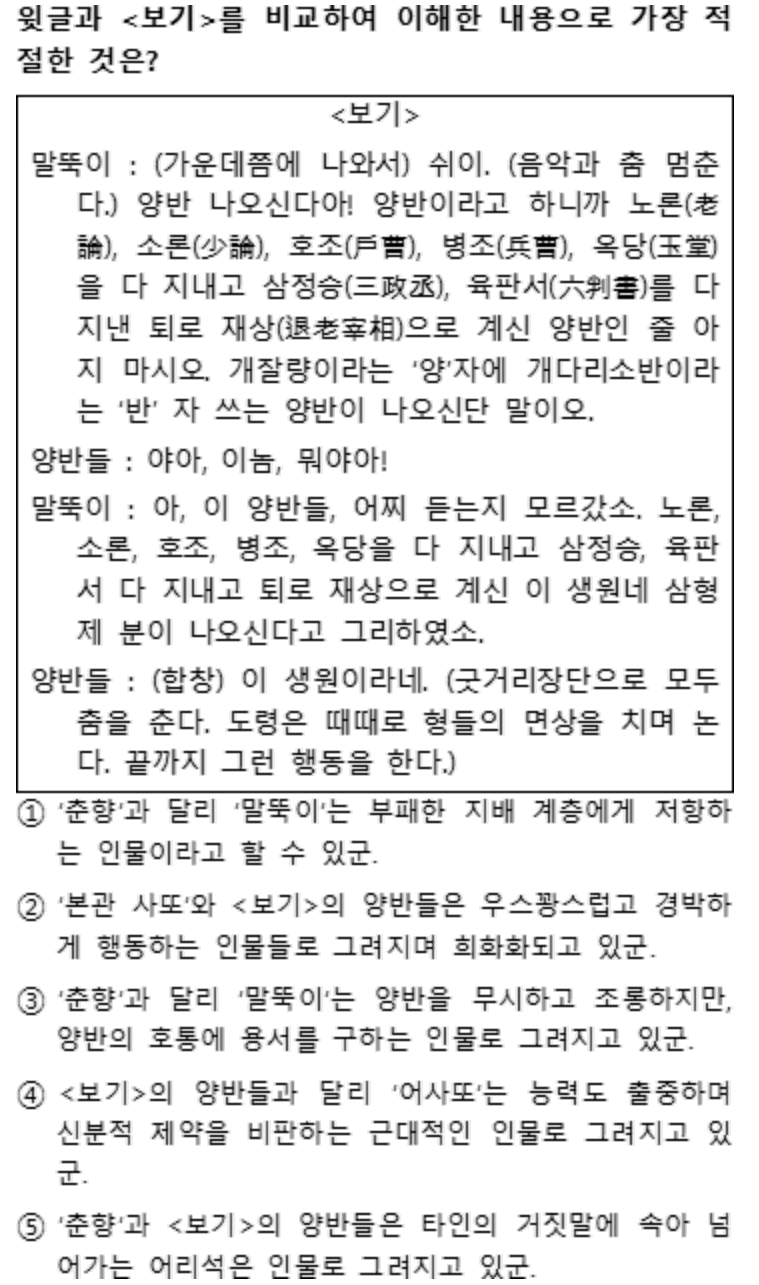 윗글과 <보기>를 비교하여 이해한 내용으로 가장 적
절한 것은?
<보기>
말뚝이 : (가운데쯤에 나와서) 쉬이. (음악과 춤 멈춘
다.) 양반 나오신다아! 양반이라고 하니까 노론(老
論), 소론(少論), 호조(戶曹), 병조(兵曹), 옥당(玉堂)
을 다 지내고 삼정승(三政丞), 육판서(六判書)를 다
지낸 퇴로 재상(退老宰相)으로 계신 양반인 줄 아
지 마시오. 개잘량이라는 '양'자에 개다리소반이라
는 '반' 자 쓰는 양반이 나오신단 말이오.
양반들 : 야아, 이놈, 뭐야아!
말뚝이 : 아, 이 양반들, 어찌 듣는지 모르갔소. 노론,
소론, 호조, 병조, 옥당을 다 지내고 삼정승, 육판
서 다 지내고 퇴로 재상으로 계신 이 생원네 삼형
제 분이 나오신다고 그리하였소.
양반들 : (합창) 이 생원이라네. (굿거리장단으로 모두
춤을 춘다. 도령은 때때로 형들의 면상을 치며 논
다. 끝까지 그런 행동을 한다.)
① '춘향'과 달리 '말뚝이'는 부패한 지배 계층에게 저항하
는 인물이라고 할 수 있군.
② '본관 사또'와 <보기>의 양반들은 우스꽝스럽고 경박하
게 행동하는 인물들로 그려지며 희화화되고 있군.
③ '춘향'과 달리 '말뚝이'는 양반을 무시하고 조롱하지만,
양반의 호통에 용서를 구하는 인물로 그려지고 있군.
④ <보기>의 양반들과 달리 '어사또'는 능력도 출중하며
신분적 제약을 비판하는 근대적인 인물로 그려지고 있
군.
⑤ '춘향'과 <보기>의 양반들은 타인의 거짓말에 속아 넘
어가는 어리석은 인물로 그려지고 있군.